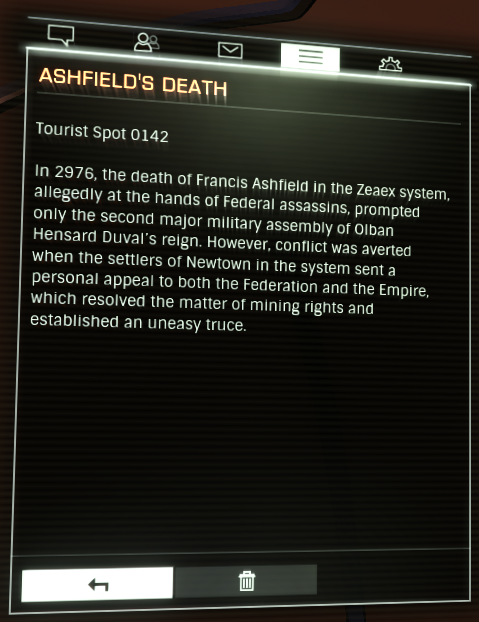 ASHFIELD'S DEATH
Tourist Spot 0142
In 2976, the death of Francis Ashfield in the Zeaex system,
allegedly at the hands of Federal assassins, prompted
only the second major military assembly of Olban
Hensard Duval's reign. However, conflict was averted
when the settlers of Newtown in the system sent a
personal appeal to both the Federation and the Empire,
which resolved the matter of mining rights and
established an uneasy truce.